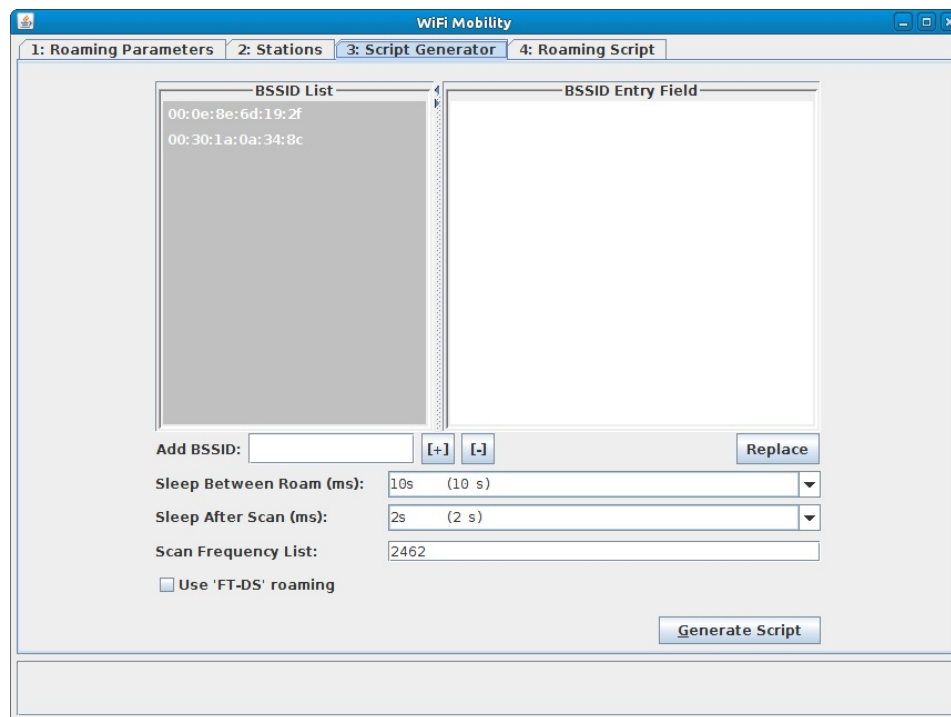 WiFi Mobility
1: Roaming Parameters 2: Stations 3: Script Generator 4: Roaming Script
BSSID List BSSID Entry Field
00:0e:8e:6d:19:2f
00:30:1a:0a:34:8c
Add BSSID: [+] [-] Replace
Sleep Between Roam (ms): 10s (10 s)
Sleep After Scan (ms): 2s (2 s)
Scan Frequency List: 2462
Use 'FT-DS' roaming
Generate Script